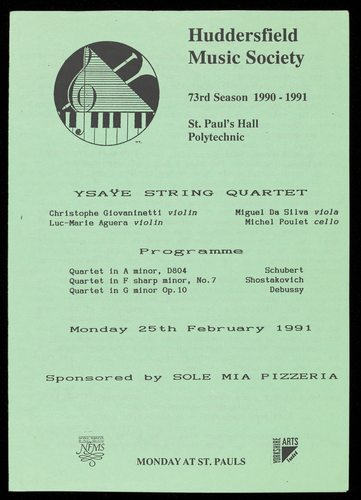 Huddersfield
Music Society
73rd Season 1990 - 1991
St. Paul's Hall
Polytechnic
YSAŸE STRING QUARTET
Christophe Giovaninetti violin Miguel Da Silva viola
Luc-Marie Aguera violin Michel Poulet cello
Programme
Quartet in A minor, D804 Schubert
Quartet in F sharp minor, No.7 Shostakovich
Quartet in G minor Op.10 Debussy
Monday 25th February 1991
Sponsored by SOLE MIA PIZZERIA
NFMS
MONDAY AT ST. PAULS
YORKSHIRE ARTS